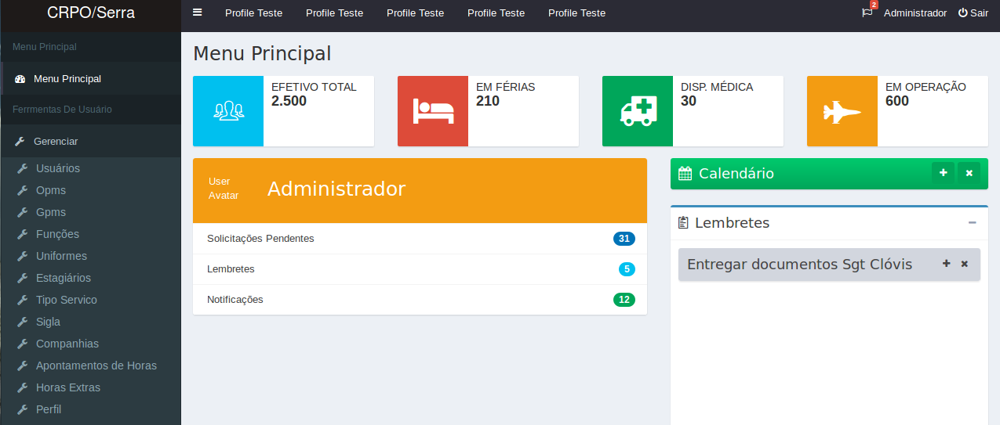 CRPO/Serra
Profile Teste
Profile Teste
Profile Teste
Profile Teste
Profile Teste
2
Administrador
Sair
Menu Principal
Menu Principal
Ferrmentas De Usuário
Gerenciar
Usuários
Opms
Gpms
Funções
Uniformes
Estagiários
Tipo Servico
Sigla
Companhias
Apontamentos de Horas
Horas Extras
Perfil
Menu Principal
EFETIVO TOTAL
2.500
EM FÉRIAS
210
DISP. MÉDICA
30
EM OPERAÇÃO
600
User
Avatar
Administrador
Solicitações Pendentes 31
Lembretes 5
Notificações 12
Calendário
Lembretes
Entregar documentos Sgt Clóvis